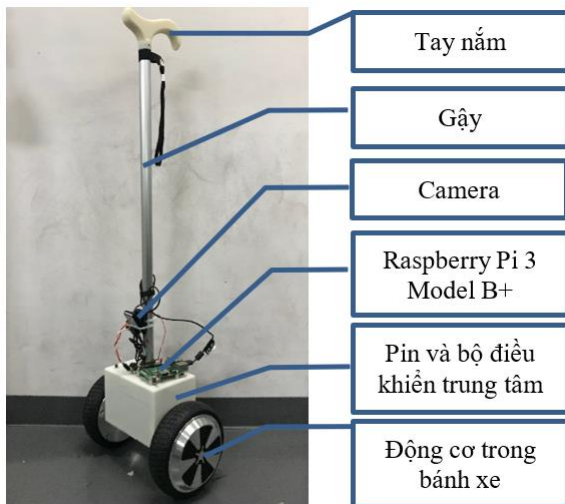 Tay nắm
Gậy
Camera
Raspberry Pi 3
Model B+
Pin và bộ điều
khiển trung tâm
Động cơ trong
bánh xe